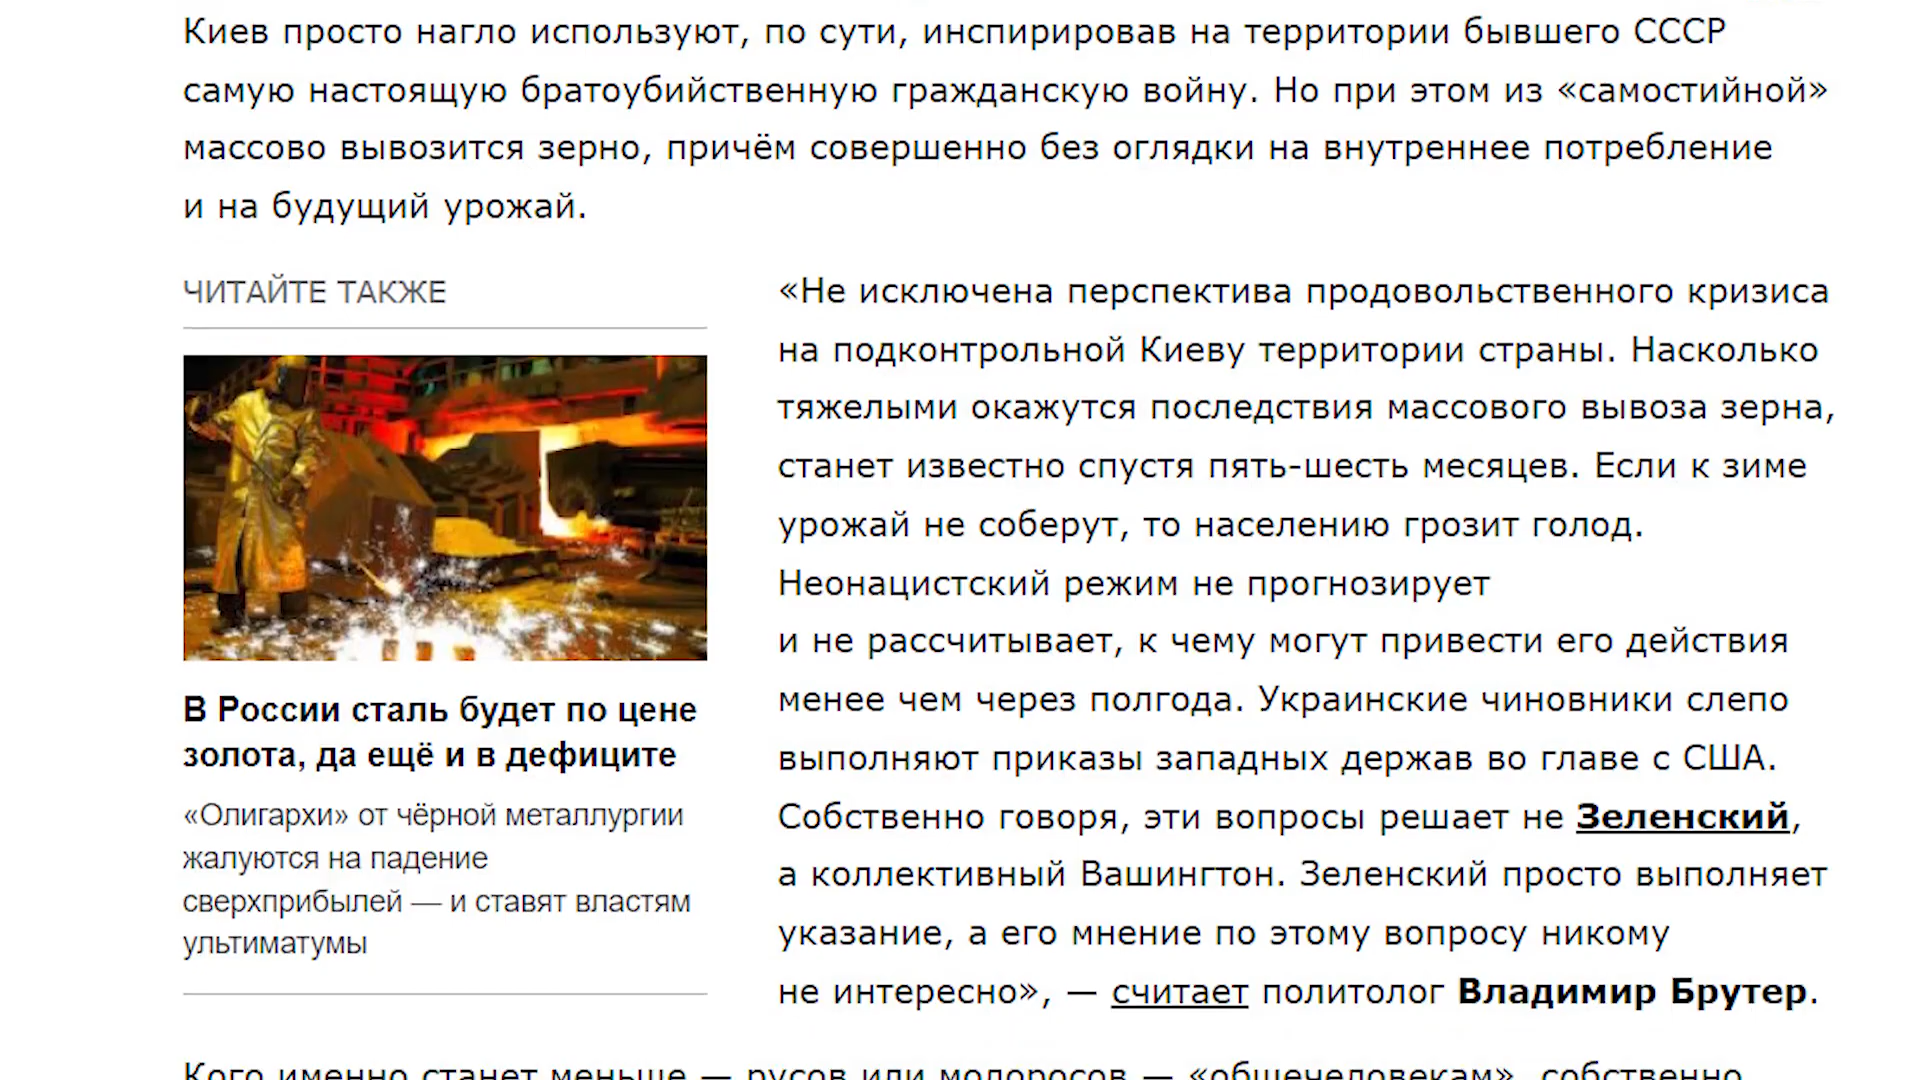 Киев просто нагло используют, по сути, инспирировав на территории бывшего СССР
самую настоящую братоубийственную гражданскую войну. Но при этом из «самостийной»
массово вывозится зерно, причём совершенно без оглядки на внутреннее потребление
и на будущий урожай.
ЧИТАЙТЕ ТАКЖЕ
В России сталь будет по цене
золота, да ещё и в дефиците
«Олигархи» от чёрной металлургии
жалуются на падение
сверхприбылей — и ставят властям
ультиматумы
«Не исключена перспектива продовольственного кризиса
на подконтрольной Киеву территории страны. Насколько
тяжелыми окажутся последствия массового вывоза зерна,
станет известно спустя пять-шесть месяцев. Если к зиме
урожай не соберут, то населению грозит голод.
Неонацистский режим не прогнозирует
и не рассчитывает, к чему могут привести его действия
менее чем через полгода. Украинские чиновники слепо
выполняют приказы западных держав во главе с США.
Собственно говоря, эти вопросы решает не Зеленский,
а коллективный Вашингтон. Зеленский просто выполняет
указание, а его мнение по этому вопросу никому
не интересно», — считает политолог Владимир Брутер.
Кого именно станет меньше — русов или малоросов — «общечеловекам», собственно